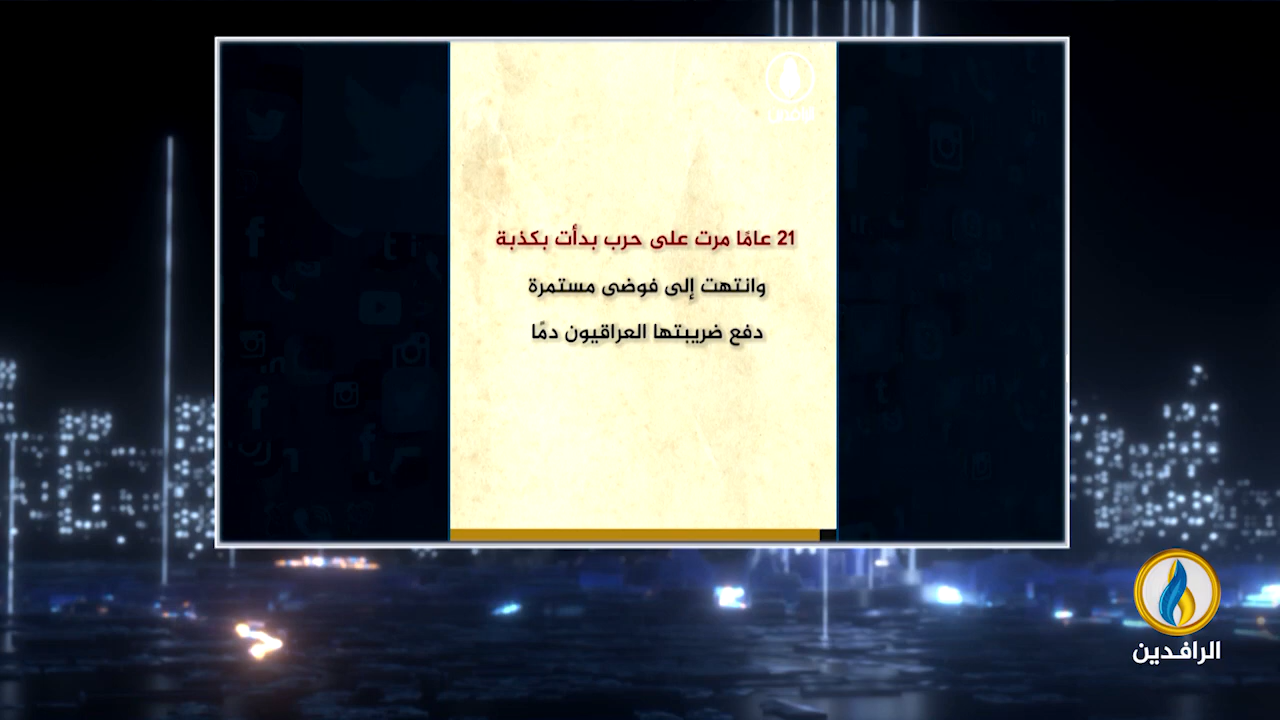 21 عامًا مرت على حرب بدأت بكذبة
وانتهت إلى فوضى مستمرة
دفع ضريبتها العراقيون دمًا
الرافدين